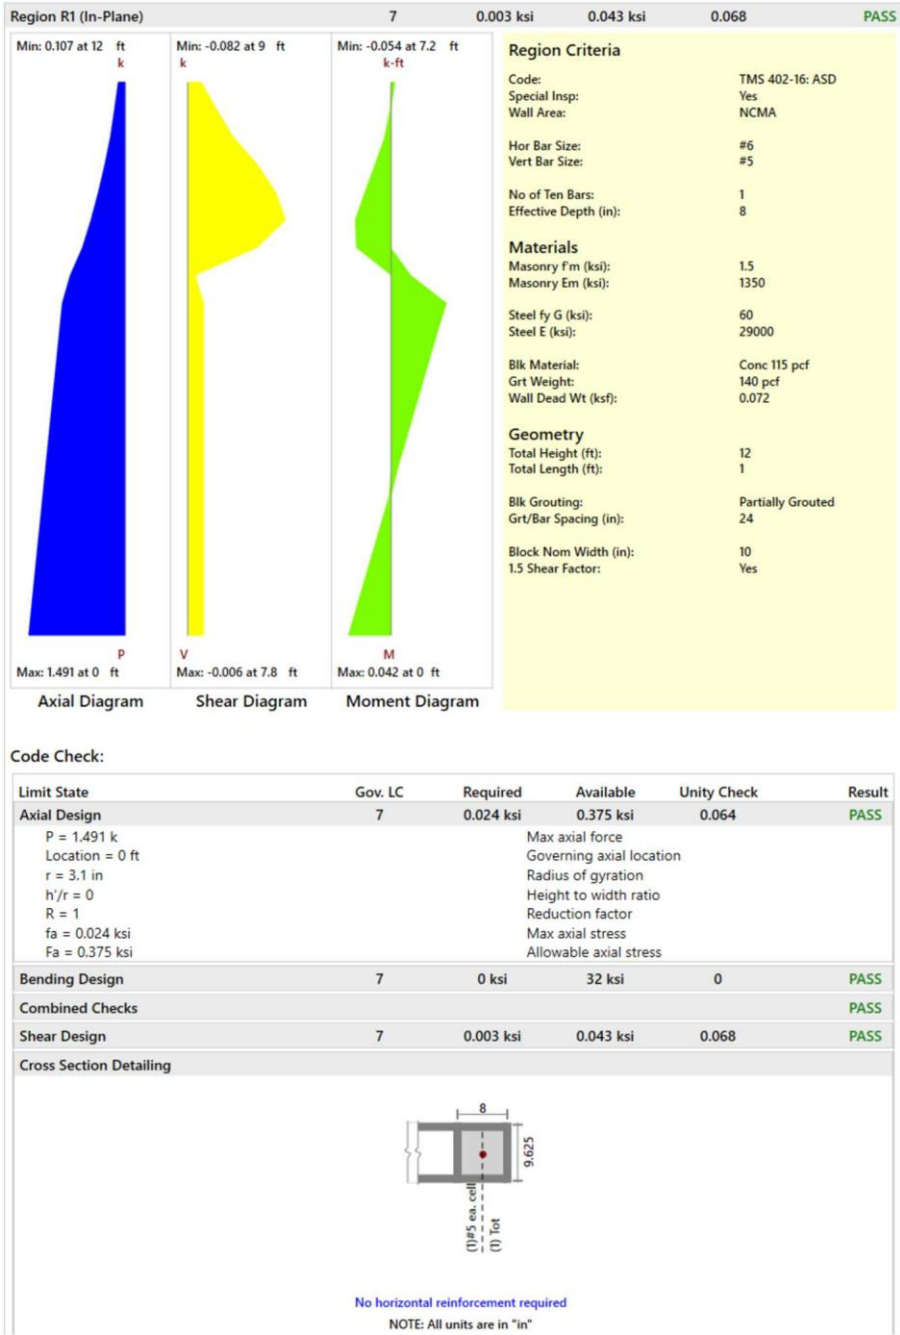 Region R1 (In-Plane) 7 0.003 ksi 0.043 ksi 0.068 PASS
Min: 0.107 at 12 ft
k
P
Max: 1.491 at 0 ft
Axial Diagram
Min: -0.082 at 9 ft
k
V
Max: -0.006 at 7.8 ft
Shear Diagram
Min: -0.054 at 7.2 ft
k-ft
M
Max: 0.042 at 0 ft
Moment Diagram
Region Criteria
Code: TMS 402-16: ASD
Special Insp: Yes
Wall Area: NCMA
Hor Bar Size: #6
Vert Bar Size: #5
No of Ten Bars: 1
Effective Depth (in): 8
Materials
Masonry f'm (ksi): 1.5
Masonry Em (ksi): 1350
Steel fy G (ksi): 60
Steel E (ksi): 29000
Blk Material: Conc 115 pcf
Grt Weight: 140 pcf
Wall Dead Wt (ksf): 0.072
Geometry
Total Height (ft): 12
Total Length (ft): 1
Blk Grouting: Partially Grouted
Grt/Bar Spacing (in): 24
Block Nom Width (in): 10
1.5 Shear Factor: Yes
Code Check:
Limit State Gov. LC Required Available Unity Check Result
Axial Design 7 0.024 ksi 0.375 ksi 0.064 PASS
P = 1.491 k Max axial force
Location = 0 ft Governing axial location
r = 3.1 in Radius of gyration
h'/r = 0 Height to width ratio
R = 1 Reduction factor
fa = 0.024 ksi Max axial stress
Fa = 0.375 ksi Allowable axial stress
Bending Design 7 0 ksi 32 ksi 0 PASS
Combined Checks PASS
Shear Design 7 0.003 ksi 0.043 ksi 0.068 PASS
Cross Section Detailing
8
9.625
(1)#5 ea. cell
(1) Tot
No horizontal reinforcement required
NOTE: All units are in "in"